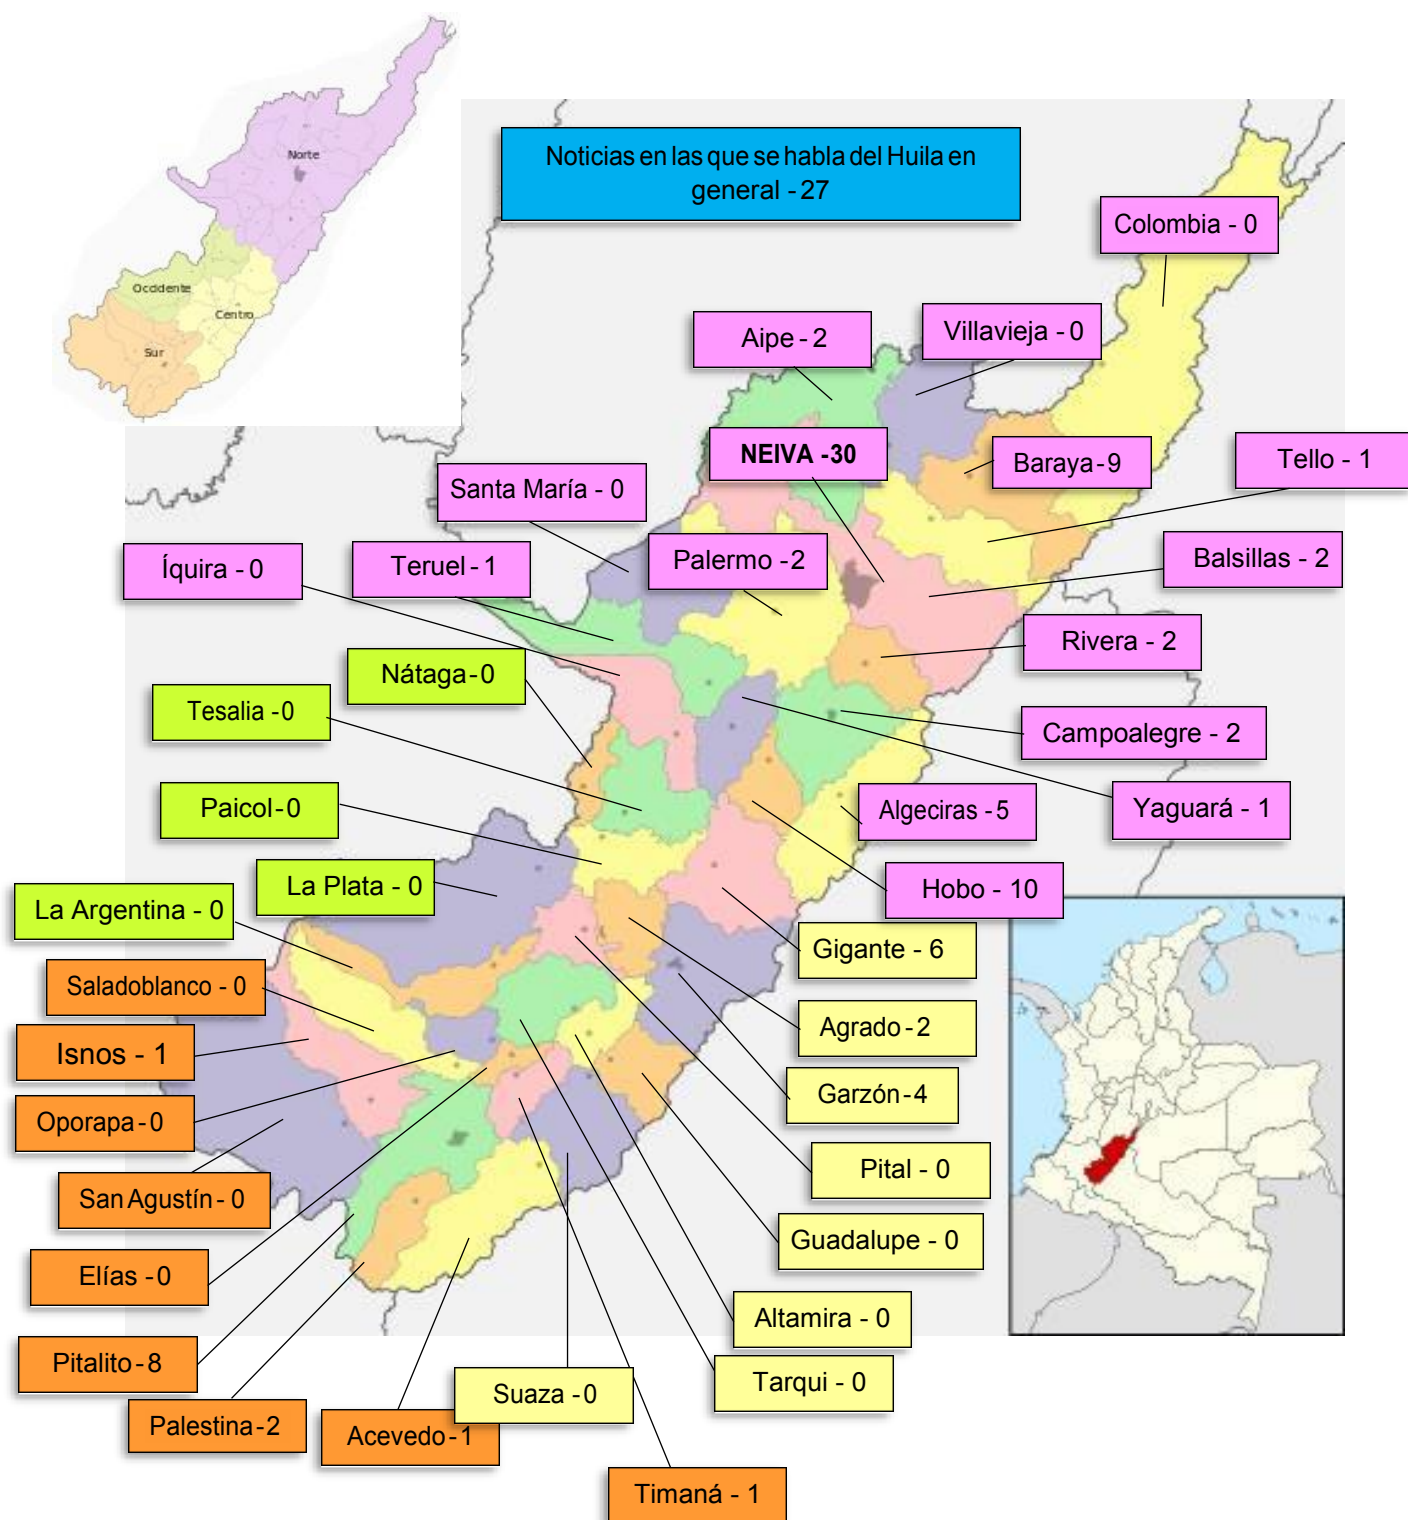 Norte
Occidente
Centro
Sur
Noticias en las que se habla del Huila en
general - 27
Colombia - 0
Aipe - 2
Villavieja - 0
NEIVA -30
Baraya-9
Tello - 1
Santa María - 0
Íquira - 0
Teruel-1
Palermo -2
Balsillas - 2
Rivera - 2
Nátaga-0
Tesalia -0
Campoalegre - 2
Paicol-0
Algeciras -5
Yaguará - 1
La Plata - 0
Hobo - 10
La Argentina - 0
Gigante - 6
Saladoblanco - 0
Agrado-2
Isnos - 1
Garzón-4
Oporapa-0
Pital - 0
San Agustín - 0
Guadalupe - 0
Elías -0
Altamira - 0
Pitalito-8
Tarqui - 0
Suaza -0
Palestina-2
Acevedo-1
Timaná - 1